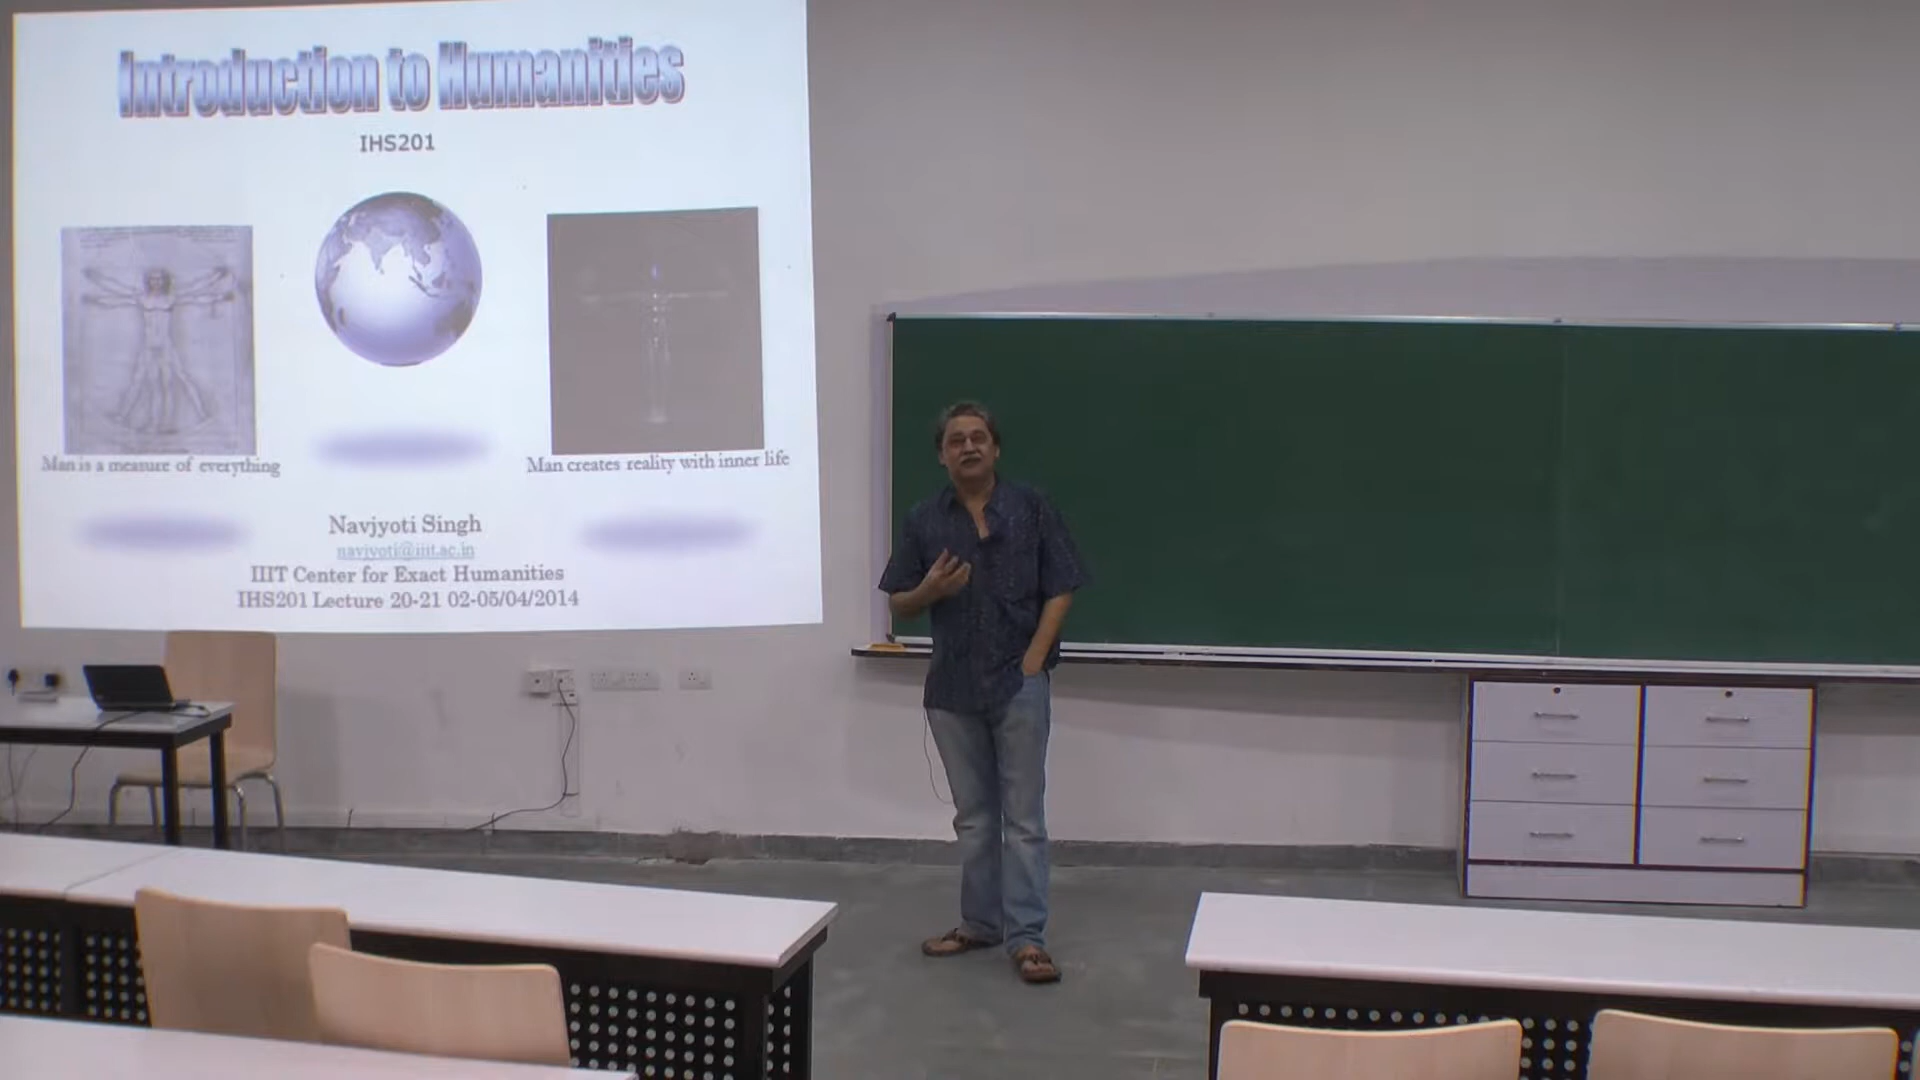 Introduction to Humanities
IHS201
Man is a measure of everything
Man creates reality with inner life
Navjyoti Singh
navjyoti@iiit.ac.in
IIIT Center for Exact Humanities
IHS201 Lecture 20-21 02-05/04/2014